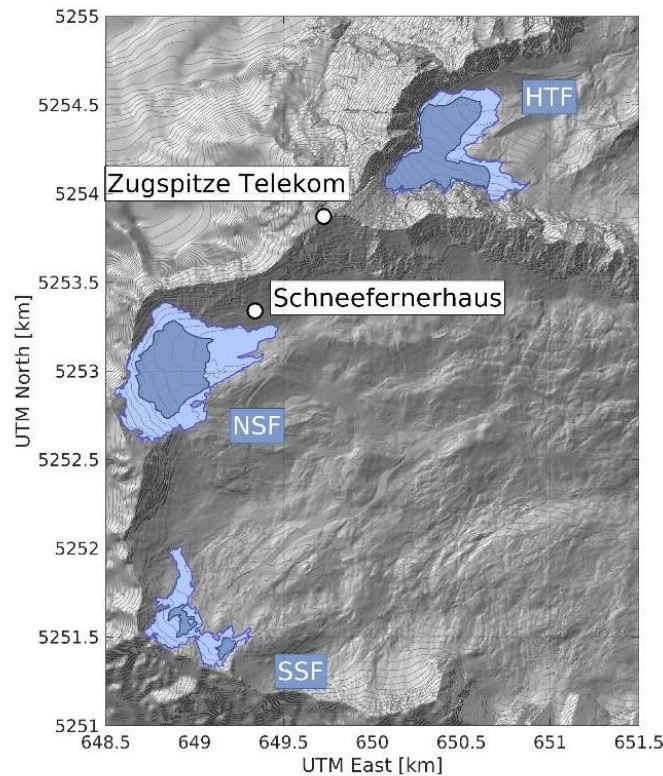 5255
5254.5
HTF
Zugspitze Telekom
5254
5253.5
Schneefernerhaus
5253
NSF
5252.5
5252
5251.5
SSF
5251
648.5 649 649.5 650 650.5 651 651.5
UTM East [km]
UTM North [km]